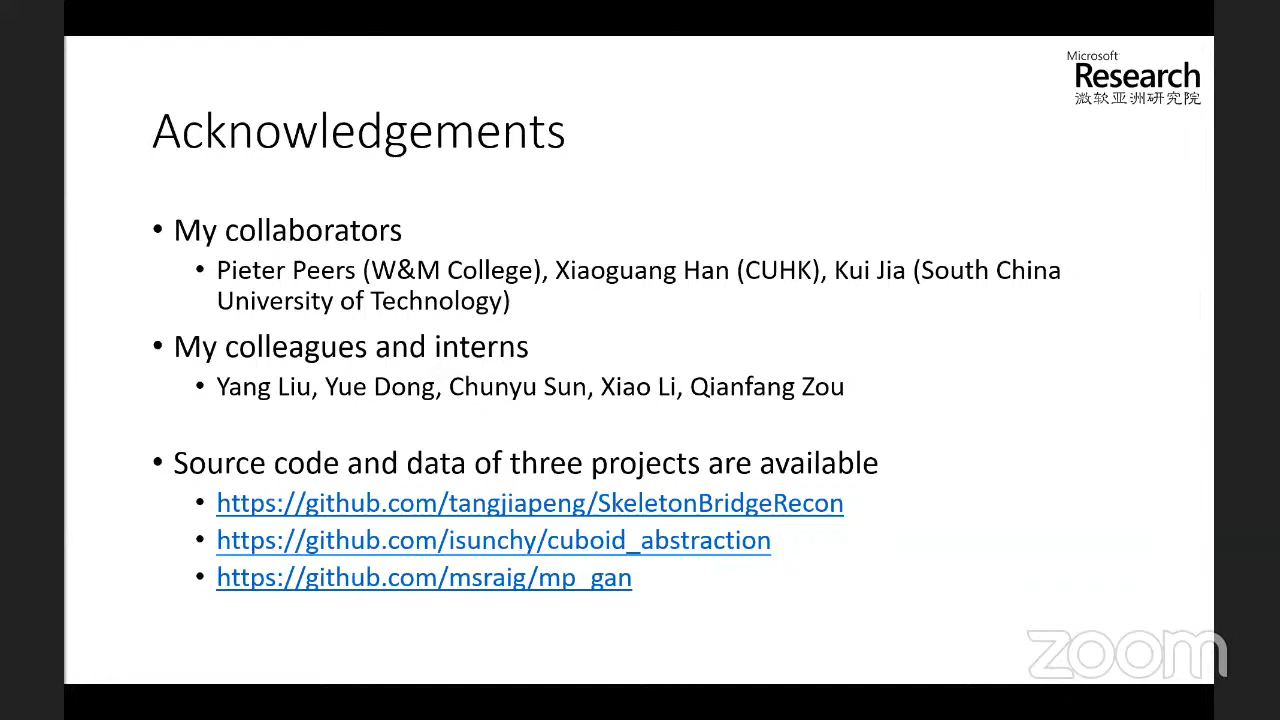 Microsoft
Research
微软亚洲研究院
Acknowledgements
• My collaborators
• Pieter Peers (W&M College), Xiaoguang Han (CUHK), Kui Jia (South China
University of Technology)
• My colleagues and interns
• Yang Liu, Yue Dong, Chunyu Sun, Xiao Li, Qianfang Zou
• Source code and data of three projects are available
• https://github.com/tangjiapeng/SkeletonBridgeRecon
• https://github.com/isunchy/cuboid_abstraction
• https://github.com/msraig/mp_gan
zoom